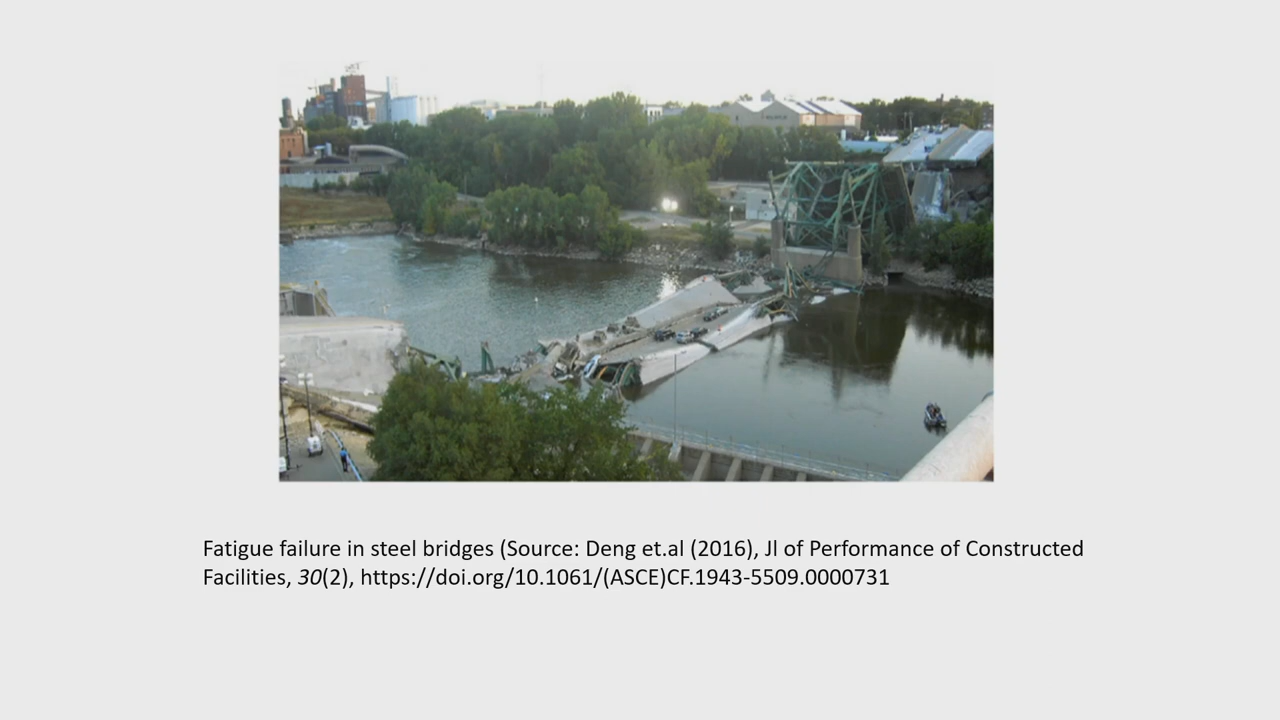 Fatigue failure in steel bridges (Source: Deng et.al (2016), Jl of Performance of Constructed
Facilities, 30(2), https://doi.org/10.1061/(ASCE)CF.1943-5509.0000731